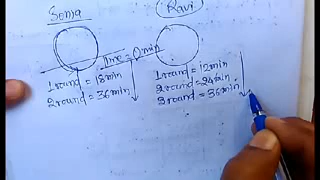 Sonia
Ravi
Time = 0 min
1 round = 18 min
2 round = 36 min
1 round = 12 min
2 round = 24 min
3 round = 36 min